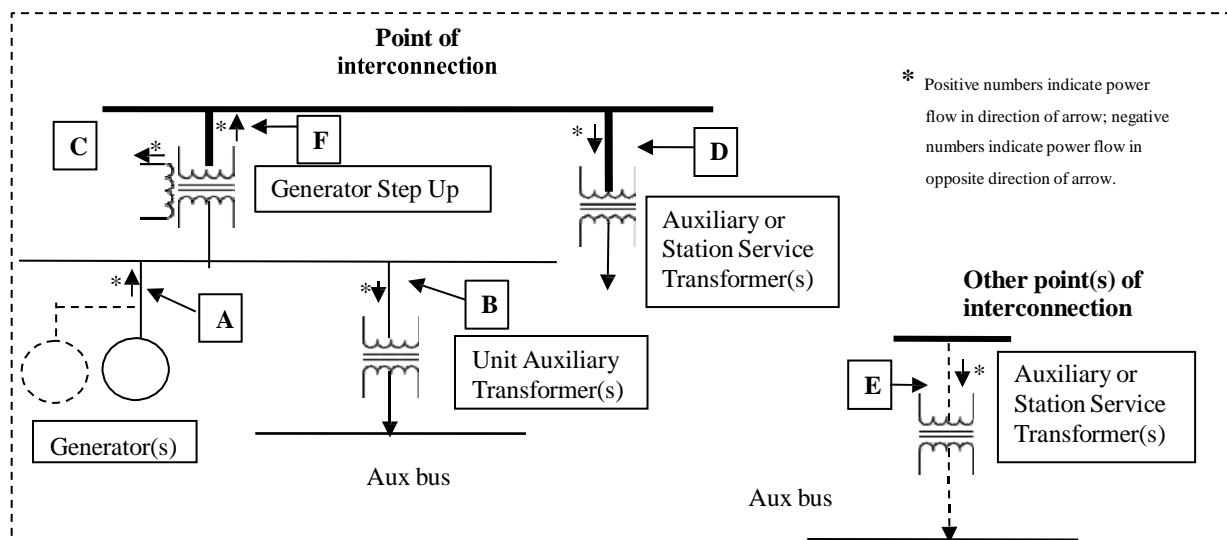 Point of
interconnection
* Positive numbers indicate power
flow in direction of arrow; negative
numbers indicate power flow in
opposite direction of arrow.
C
*
*
F
*
D
Generator Step Up
Auxiliary or
Station Service
Transformer(s)
*
A
*
B
Unit Auxiliary
Transformer(s)
Generator(s)
Aux bus
Other point(s) of
interconnection
E
*
Auxiliary or
Station Service
Transformer(s)
Aux bus